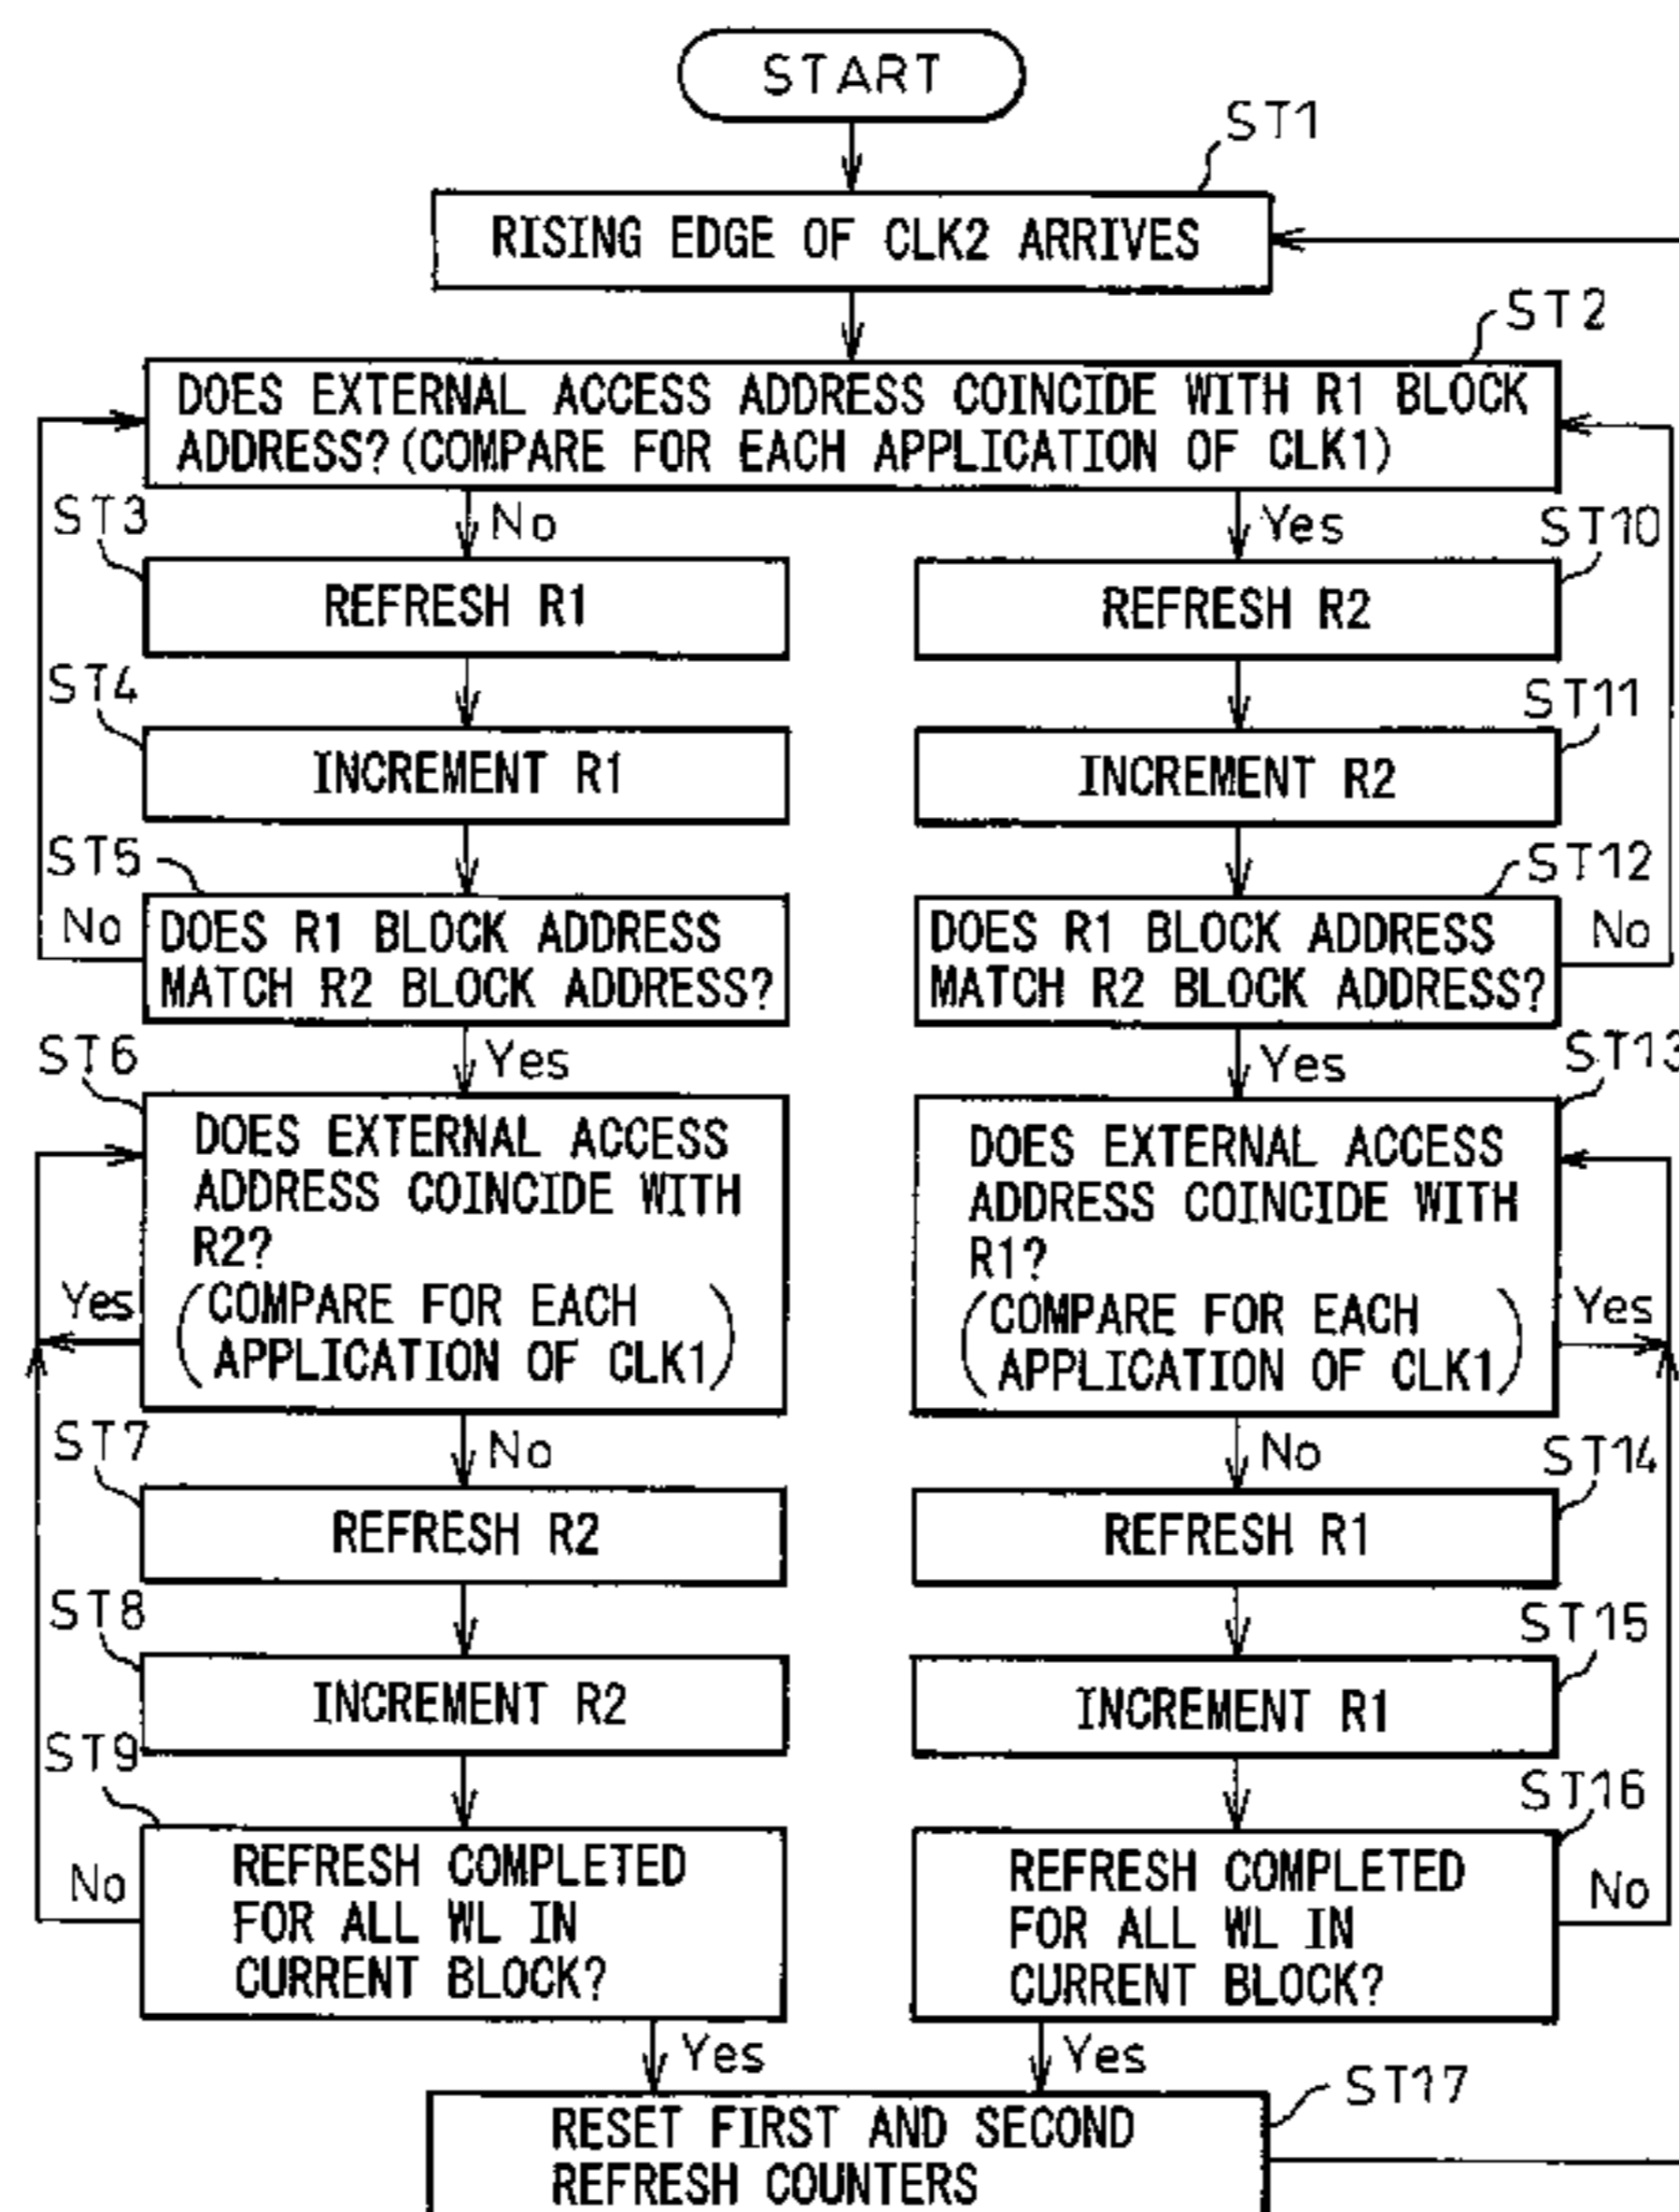 START
ST1
RISING EDGE OF CLK2 ARRIVES
ST2
DOES EXTERNAL ACCESS ADDRESS COINCIDE WITH R1 BLOCK
ADDRESS?(COMPARE FOR EACH APPLICATION OF CLK1)
ST3
No
Yes
ST10
REFRESH R1
REFRESH R2
ST4
ST11
INCREMENT R1
INCREMENT R2
ST5
ST12
No
DOES R1 BLOCK ADDRESS
MATCH R2 BLOCK ADDRESS?
DOES R1 BLOCK ADDRESS
MATCH R2 BLOCK ADDRESS?
No
ST6
Yes
Yes
ST13
DOES EXTERNAL ACCESS
ADDRESS COINCIDE WITH
R2?
(COMPARE FOR EACH
APPLICATION OF CLK1)
Yes
DOES EXTERNAL ACCESS
ADDRESS COINCIDE WITH
R1?
(COMPARE FOR EACH
APPLICATION OF CLK1)
Yes
ST7
No
No
ST14
REFRESH R2
REFRESH R1
ST8
ST15
INCREMENT R2
INCREMENT R1
ST9
ST16
No
REFRESH COMPLETED
FOR ALL WL IN
CURRENT BLOCK?
REFRESH COMPLETED
FOR ALL WL IN
CURRENT BLOCK?
No
Yes
Yes
ST17
RESET FIRST AND SECOND
REFRESH COUNTERS